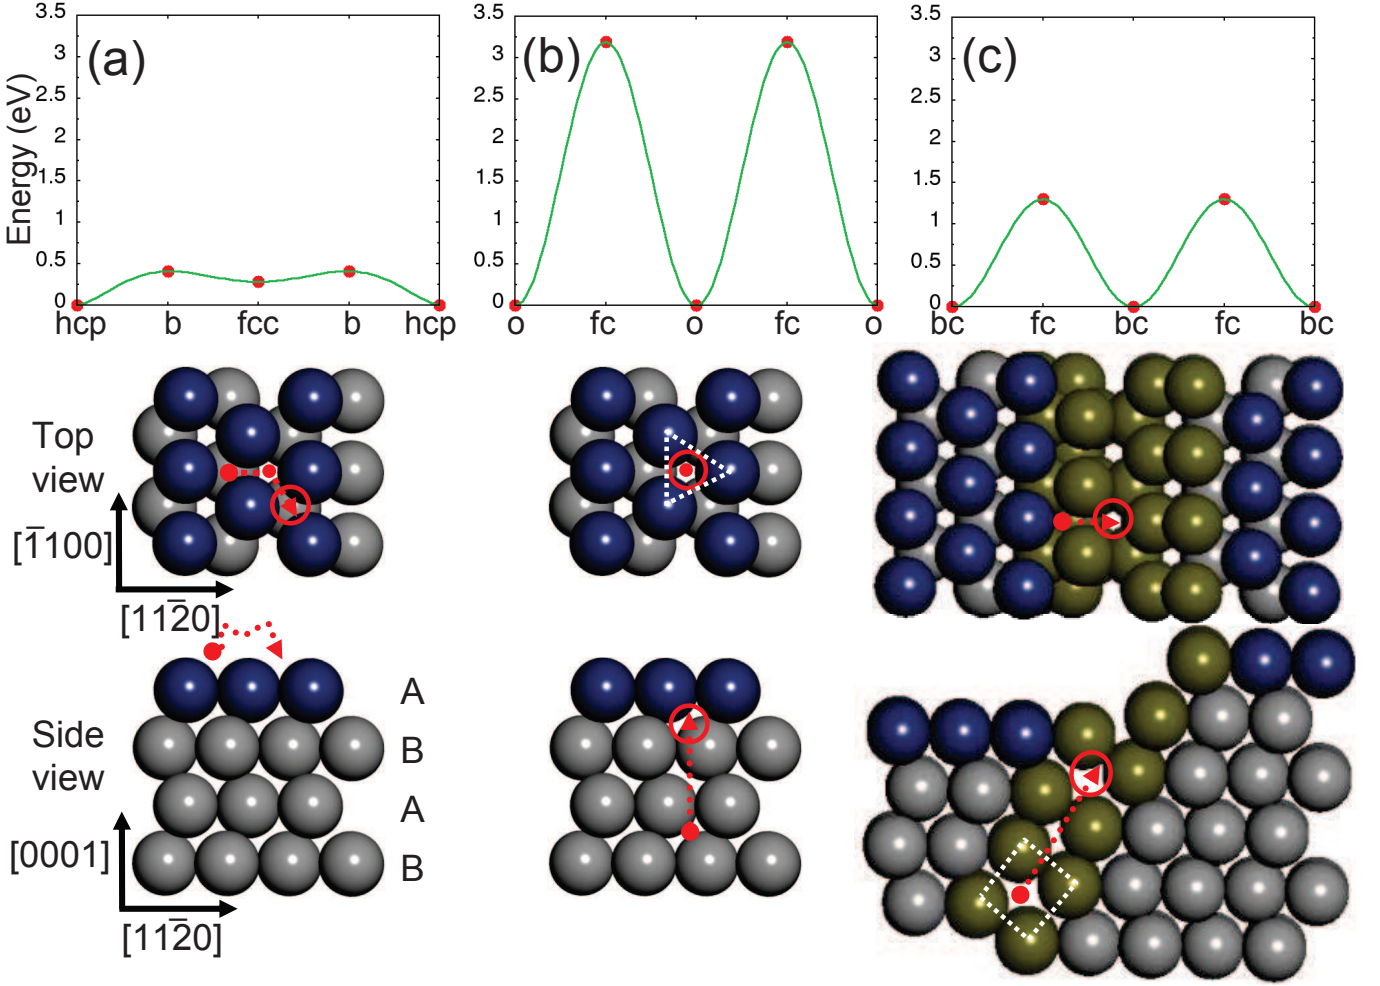 (a)
Energy (eV)
3.5
3
2.5
2
1.5
1
0.5
0
hcp b fcc b hcp
(b)
3.5
3
2.5
2
1.5
1
0.5
0
o fc o fc o
(c)
3.5
3
2.5
2
1.5
1
0.5
0
bc fc bc fc bc
Top
view
[1̅100]
[112̅0]
Side
view
[0001]
[112̅0]
A
B
A
B